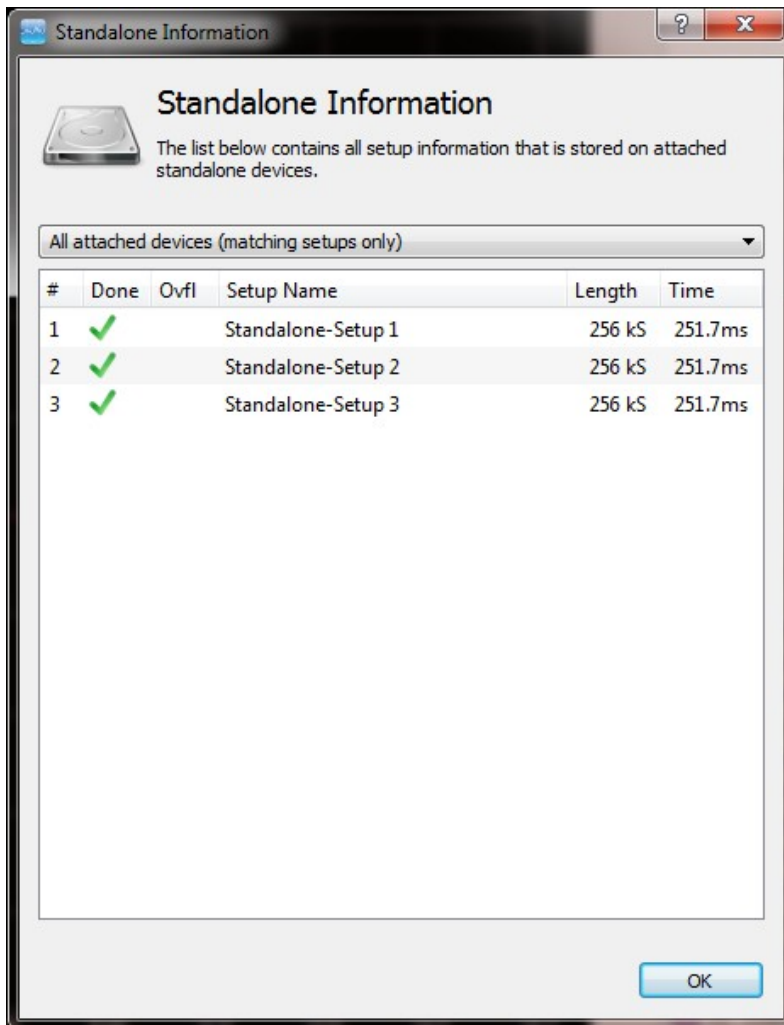 Standalone Information
Standalone Information
The list below contains all setup information that is stored on attached
standalone devices.
All attached devices (matching setups only)
# Done Ovfl Setup Name Length Time
1 Standalone-Setup 1 256 kS 251.7ms
2 Standalone-Setup 2 256 kS 251.7ms
3 Standalone-Setup 3 256 kS 251.7ms
OK